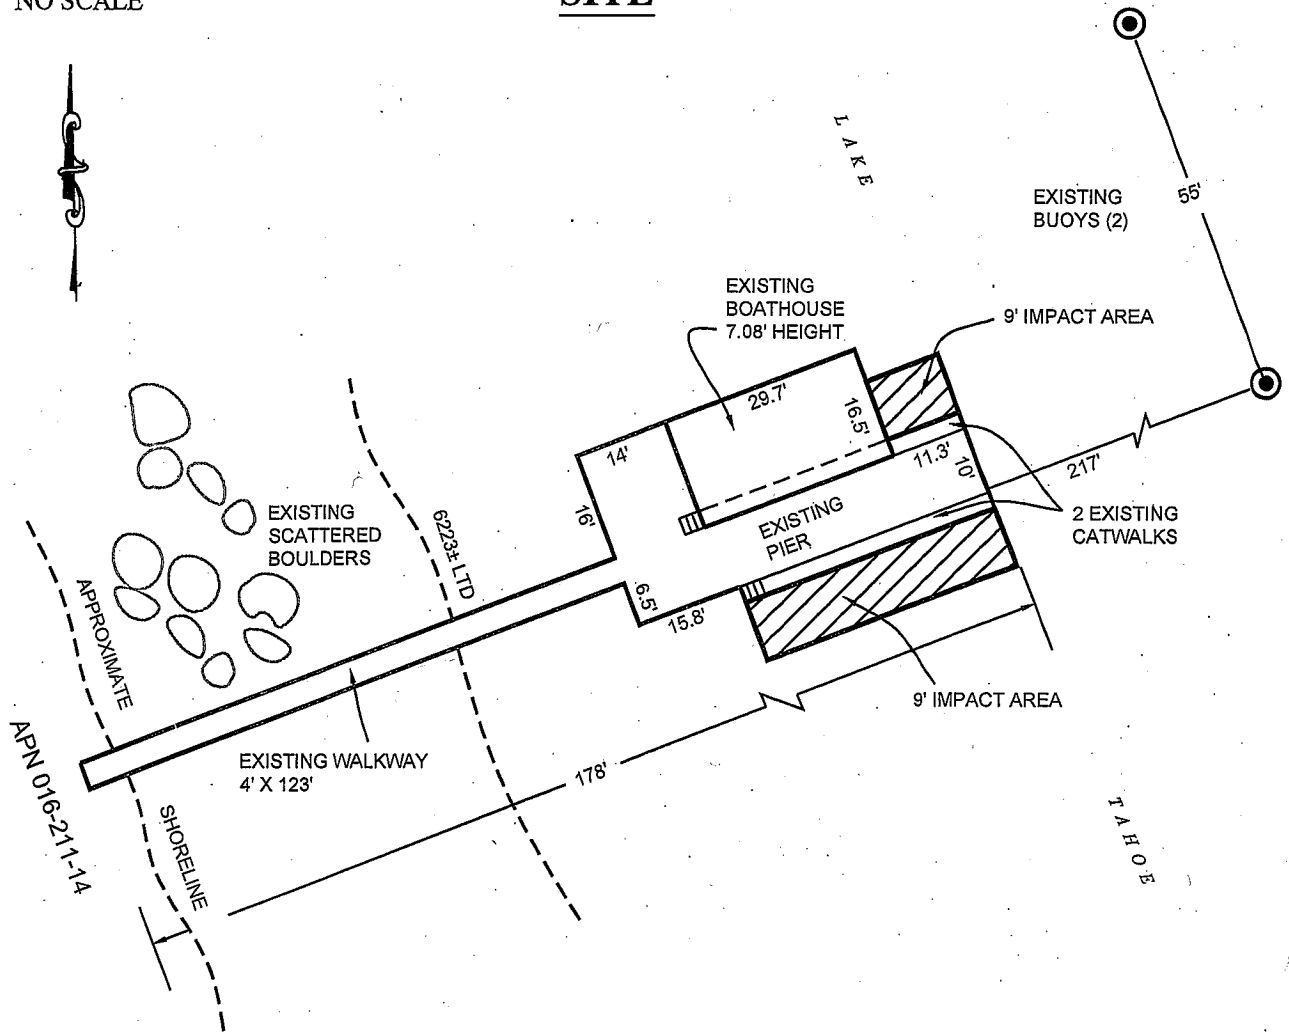 NO SCALE
SITE
LAKE
EXISTING
BUOYS (2)
55'
EXISTING
BOATHOUSE
7.08' HEIGHT
9' IMPACT AREA
29.7'
16.5'
14'
11.3'
10'
217'
16'
EXISTING
PIER
2 EXISTING
CATWALKS
EXISTING
SCATTERED
BOULDERS
6223± LTD
6.5'
15.8'
APPROXIMATE
9' IMPACT AREA
EXISTING WALKWAY
4' X 123'
178'
APN 016-211-14
SHORELINE
TAHOE